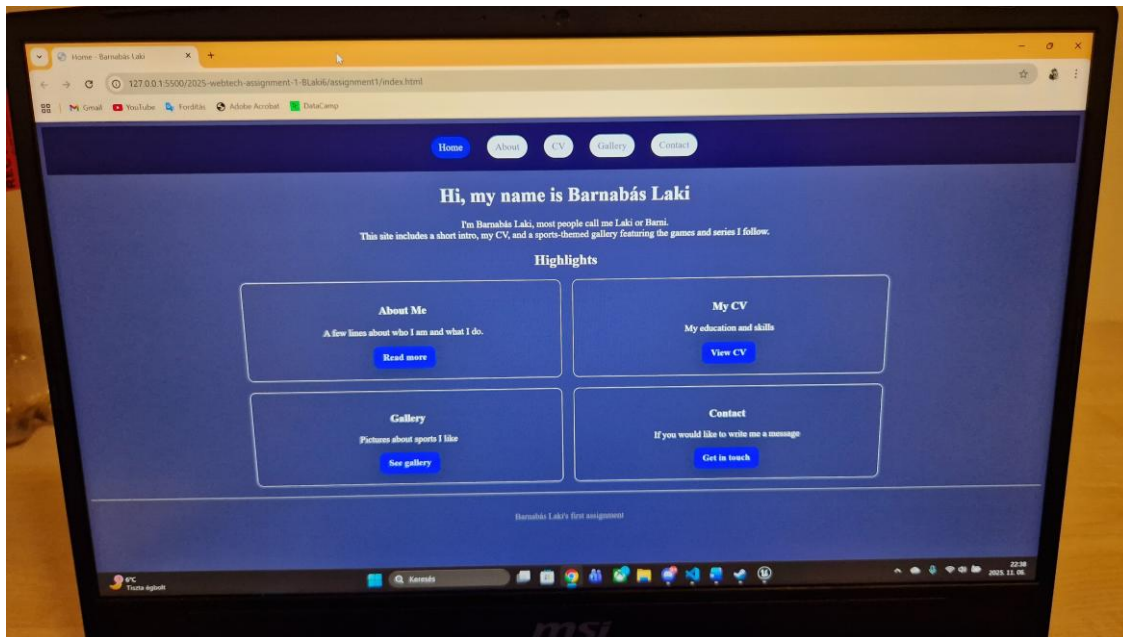 Home - Barnabás Laki
127.0.0.1:5500/2025-webtech-assignment-1-BLaki6/assignment1/index.html
Gmail YouTube Fordítás Adobe Acrobat DataCamp
Home About CV Gallery Contact
Hi, my name is Barnabás Laki
I'm Barnabás Laki, most people call me Laki or Barni.
This site includes a short intro, my CV, and a sports-themed gallery featuring the games and series I follow.
Highlights
About Me
A few lines about who I am and what I do.
Read more
My CV
My education and skills
View CV
Gallery
Pictures about sports I like
See gallery
Contact
If you would like to write me a message
Get in touch
Barnabás Laki's first assignment
6°C
Tiszta égbolt
Keresés
22:38
2025. 11. 08.
msi